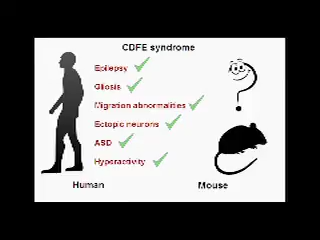 CDFE syndrome
Epilepsy
Gliosis
Migration abnormalities
Ectopic neurons
ASD
Hyperactivity
Human
Mouse